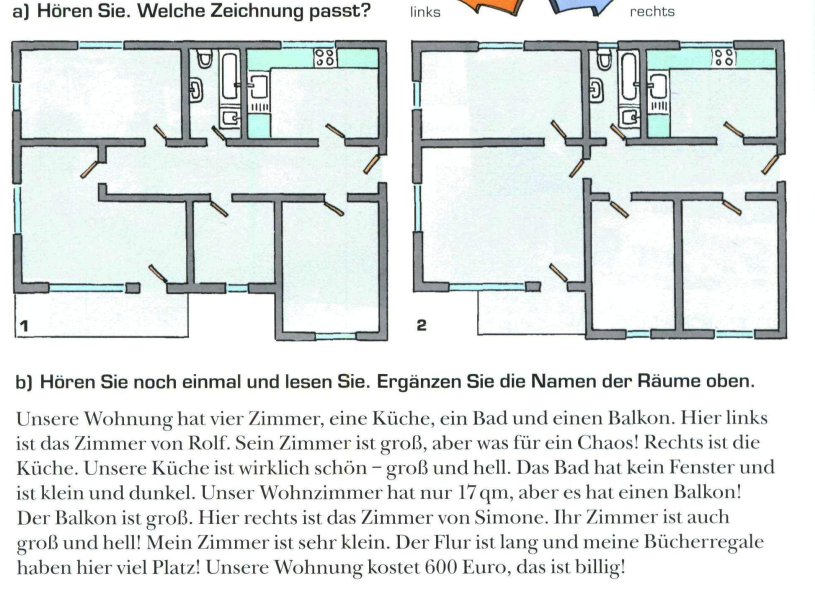 a) Hören Sie. Welche Zeichnung passt?
links
rechts
1
2
b) Hören Sie noch einmal und lesen Sie. Ergänzen Sie die Namen der Räume oben.
Unsere Wohnung hat vier Zimmer, eine Küche, ein Bad und einen Balkon. Hier links
ist das Zimmer von Rolf. Sein Zimmer ist groß, aber was für ein Chaos! Rechts ist die
Küche. Unsere Küche ist wirklich schön – groß und hell. Das Bad hat kein Fenster und
ist klein und dunkel. Unser Wohnzimmer hat nur 17 qm, aber es hat einen Balkon!
Der Balkon ist groß. Hier rechts ist das Zimmer von Simone. Ihr Zimmer ist auch
groß und hell! Mein Zimmer ist sehr klein. Der Flur ist lang und meine Bücherregale
haben hier viel Platz! Unsere Wohnung kostet 600 Euro, das ist billig!